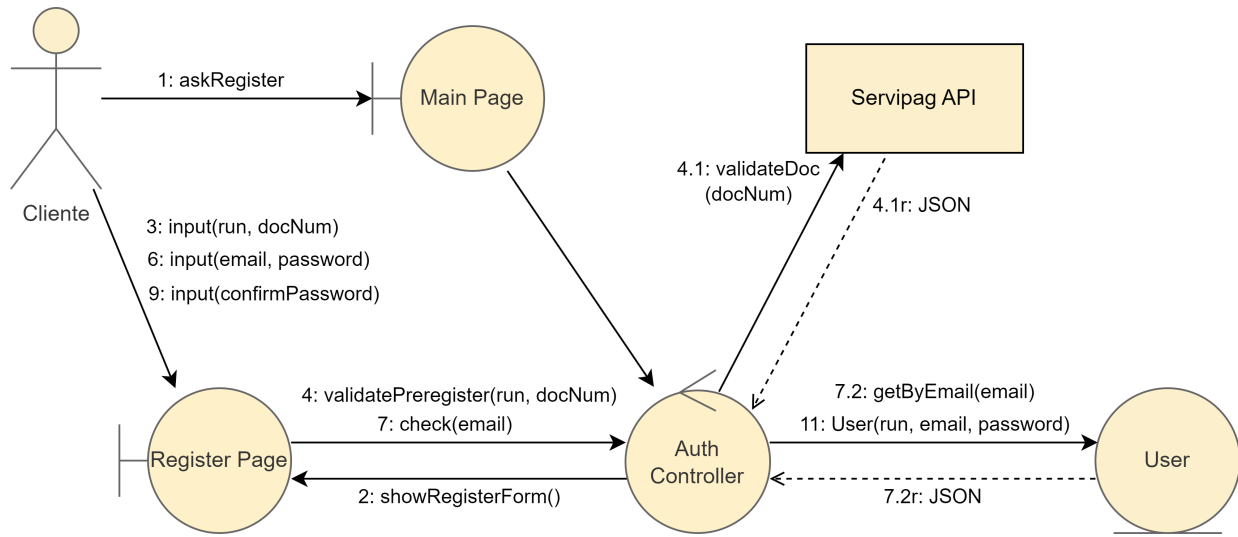 1: askRegister
Main Page
Servipag API
4.1: validateDoc
(docNum)
4.1r: JSON
Cliente
3: input(run, docNum)
6: input(email, password)
9: input(confirmPassword)
4: validatePreregister(run, docNum)
7: check(email)
7.2: getByEmail(email)
11: User(run, email, password)
Register Page
Auth
Controller
User
2: showRegisterForm()
7.2r: JSON